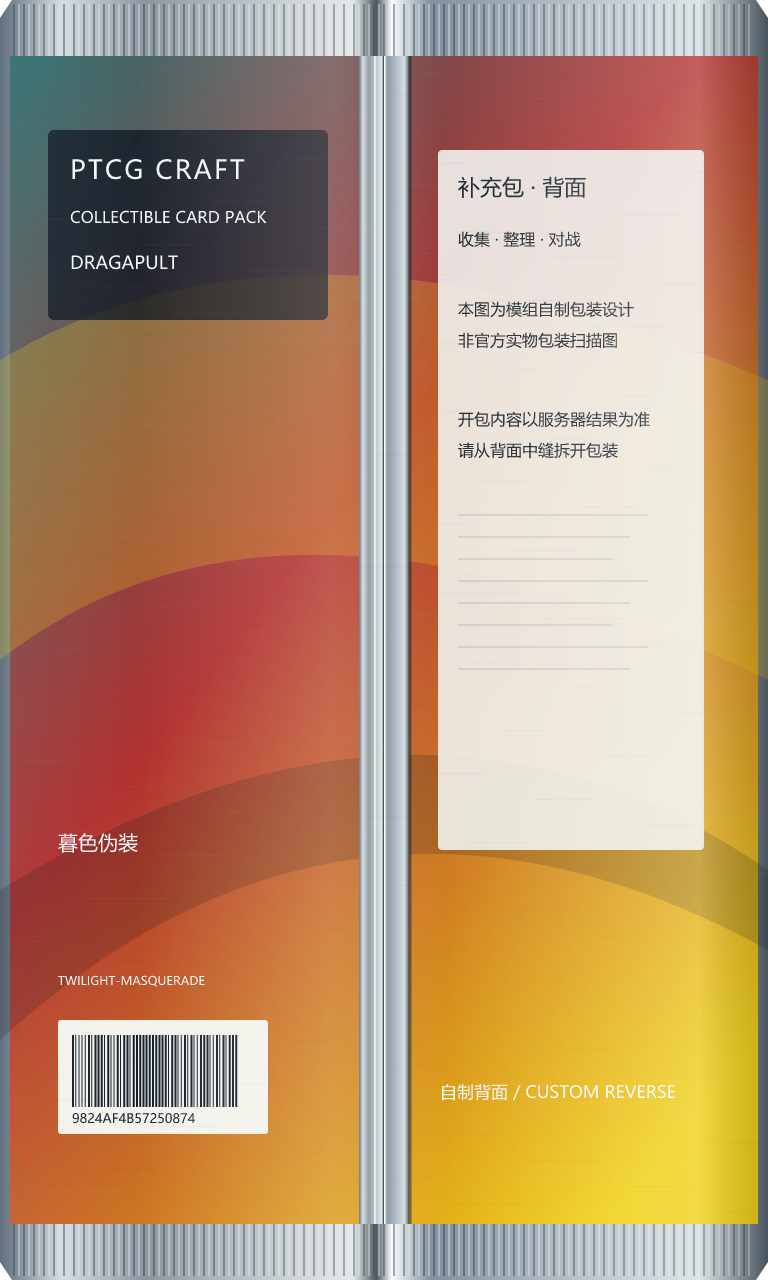 PTCG CRAFT
COLLECTIBLE CARD PACK
DRAGAPULT
暮色伪装
TWILIGHT-MASQUERADE
9824AF4B57250874
补充包 · 背面
收集 · 整理 · 对战
本图为模组自制包装设计
非官方实物包装扫描图
开包内容以服务器结果为准
请从背面中缝拆开包装
自制背面 / CUSTOM REVERSE